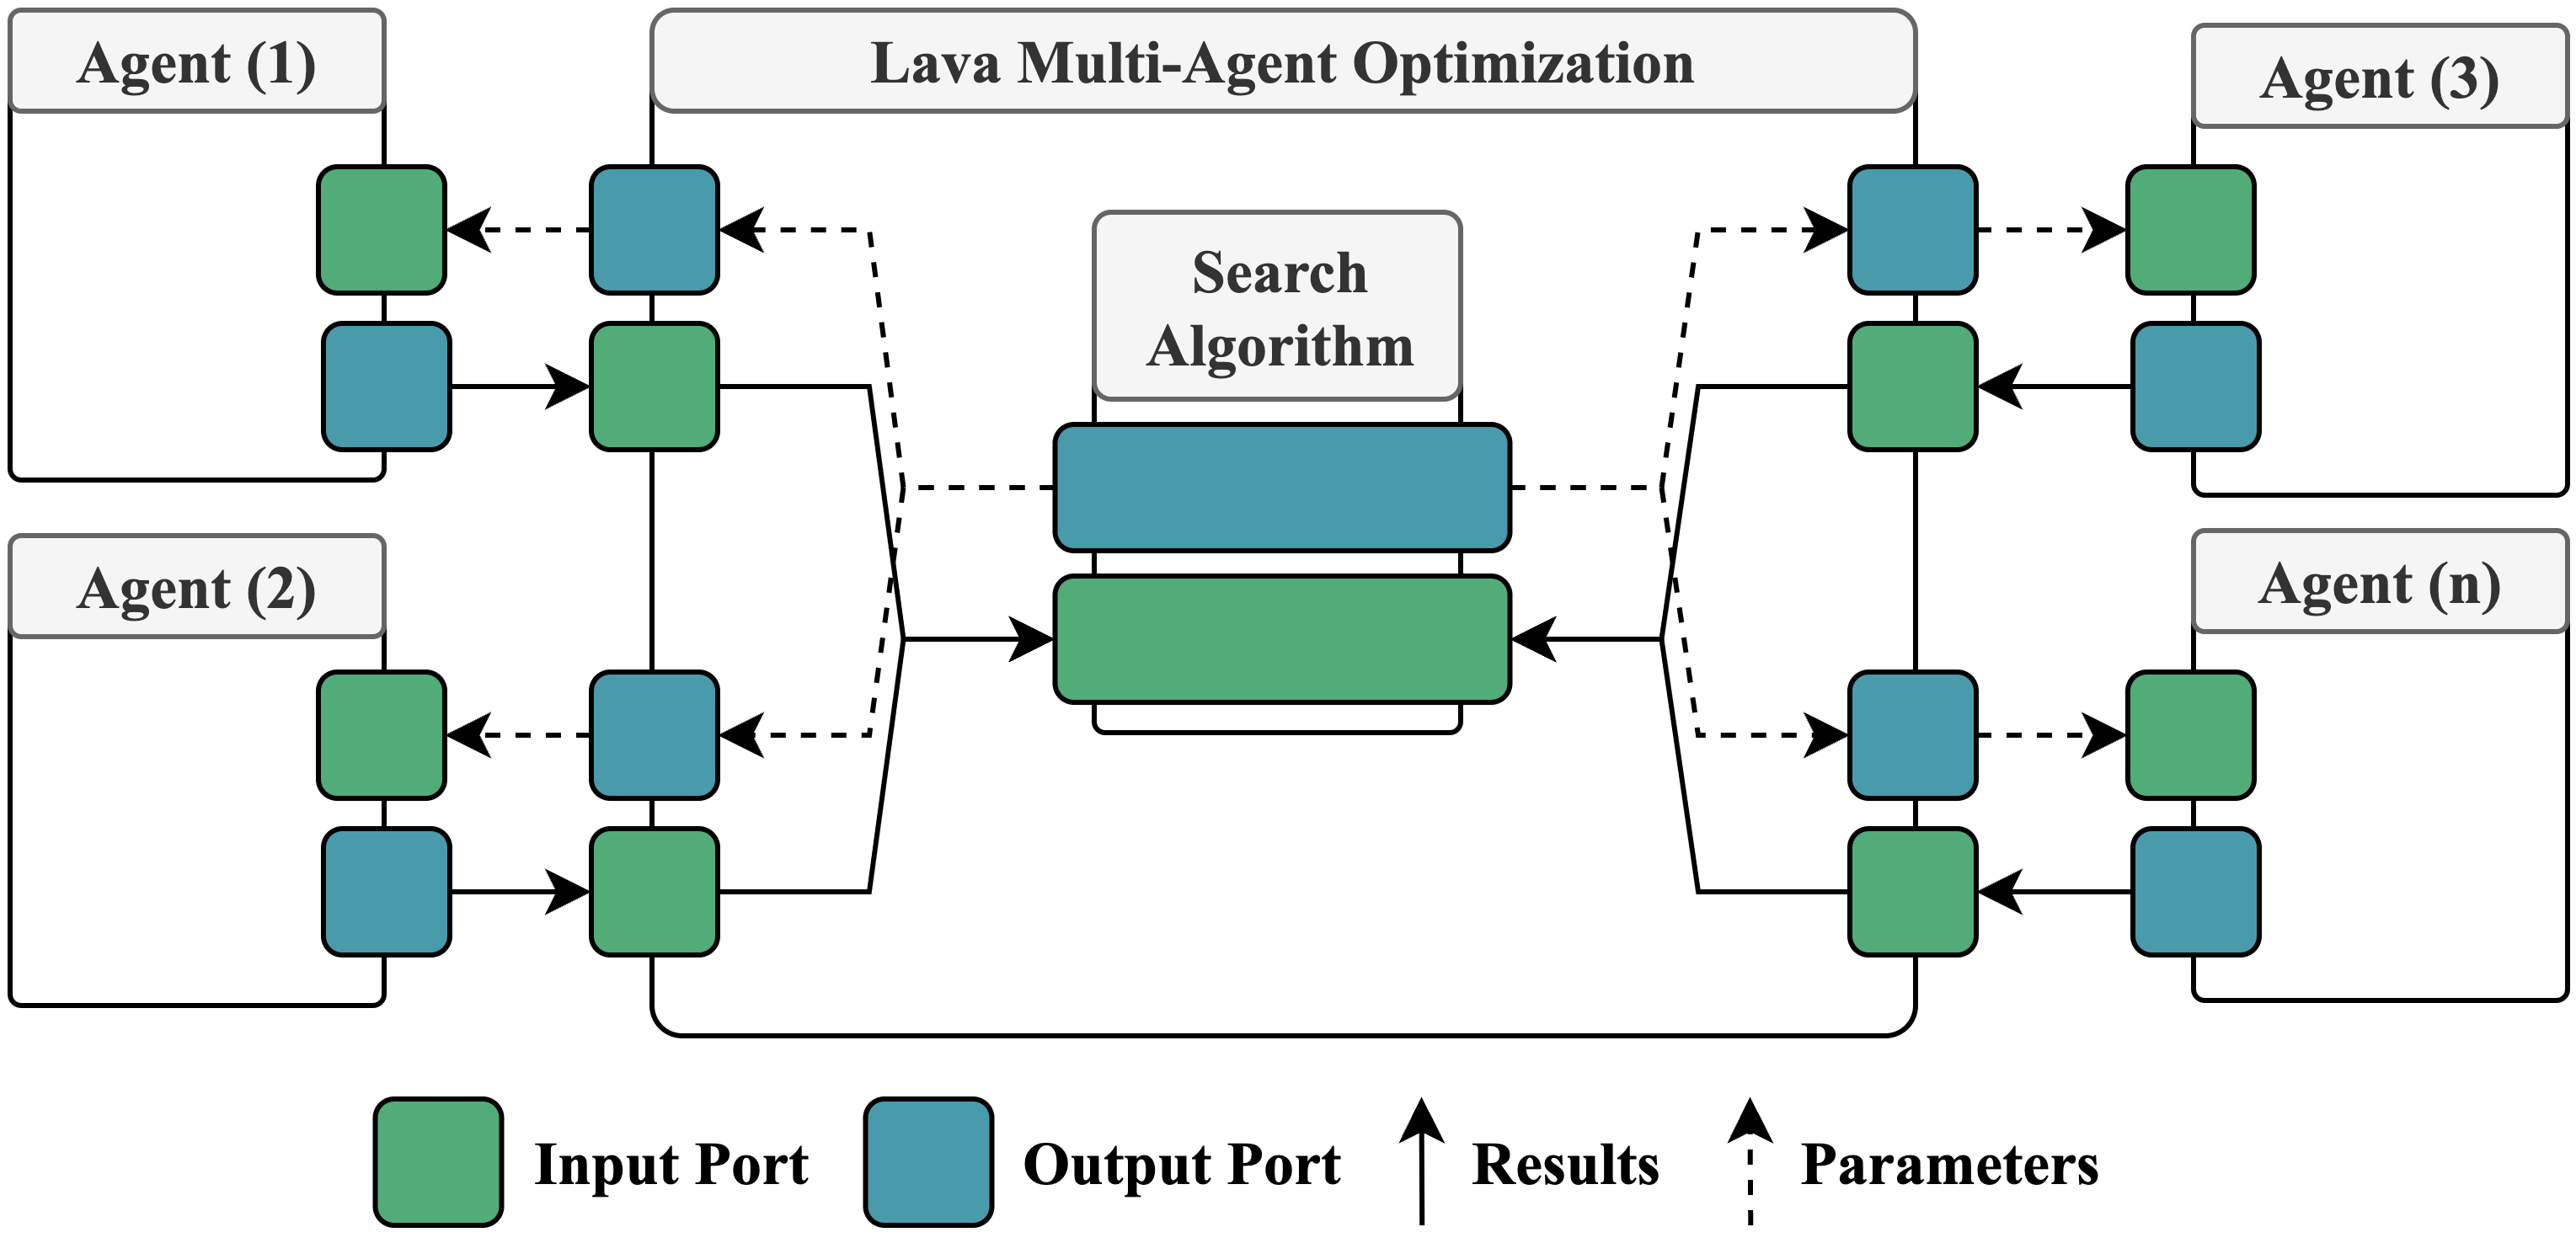 Agent (1)
Lava Multi-Agent Optimization
Agent (3)
Search
Algorithm
Agent (2)
Agent (n)
Input Port
Output Port
Results
Parameters